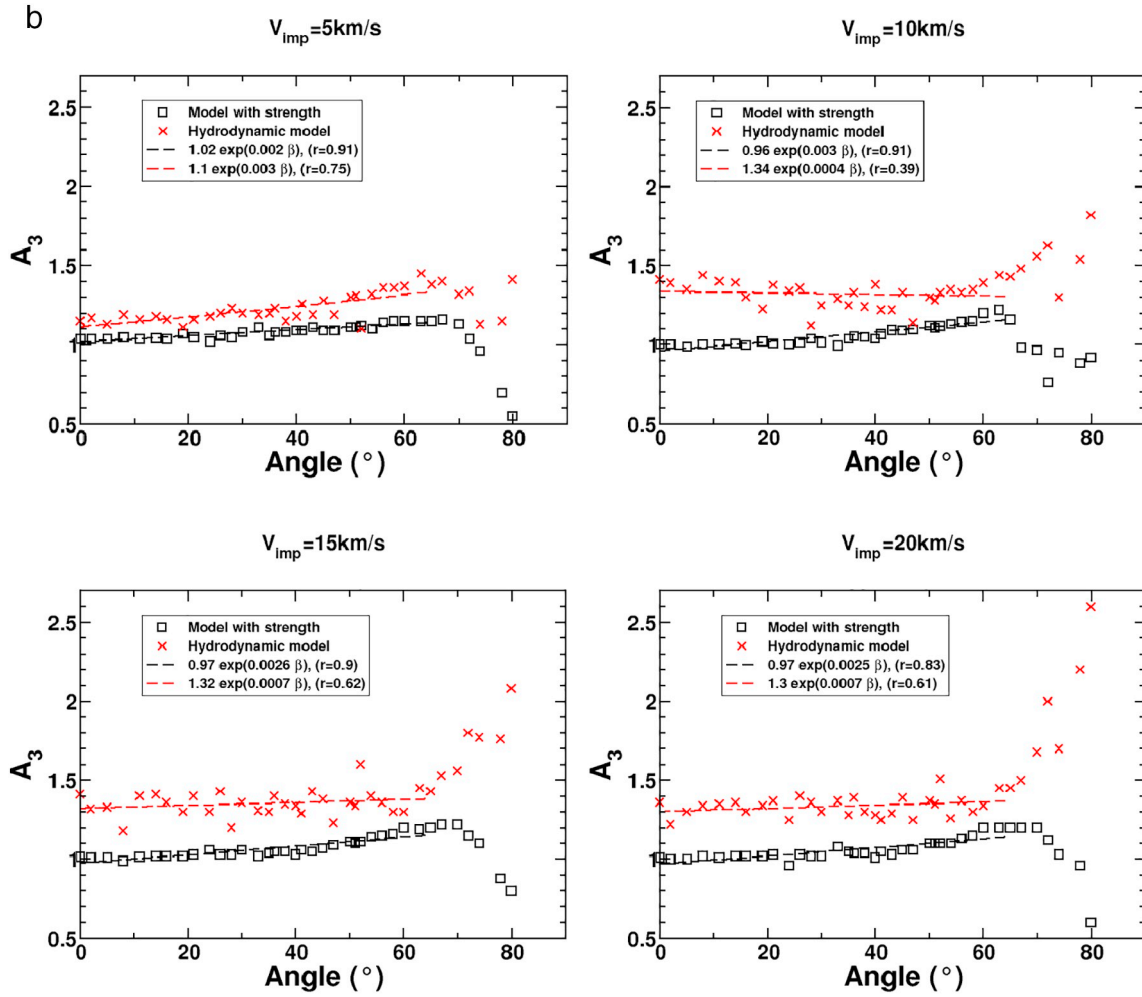 b
V_imp=5km/s
2.5
2
1.5
1
0.5
A_3
Model with strength
Hydrodynamic model
1.02 exp(0.002 β), (r=0.91)
1.1 exp(0.003 β), (r=0.75)
0 20 40 60 80
Angle (°)
V_imp=10km/s
2.5
2
1.5
1
0.5
A_3
Model with strength
Hydrodynamic model
0.96 exp(0.003 β), (r=0.91)
1.34 exp(0.0004 β), (r=0.39)
0 20 40 60 80
Angle (°)
V_imp=15km/s
2.5
2
1.5
1
0.5
A_3
Model with strength
Hydrodynamic model
0.97 exp(0.0026 β), (r=0.9)
1.32 exp(0.0007 β), (r=0.62)
0 20 40 60 80
Angle (°)
V_imp=20km/s
2.5
2
1.5
1
0.5
A_3
Model with strength
Hydrodynamic model
0.97 exp(0.0025 β), (r=0.83)
1.3 exp(0.0007 β), (r=0.61)
0 20 40 60 80
Angle (°)